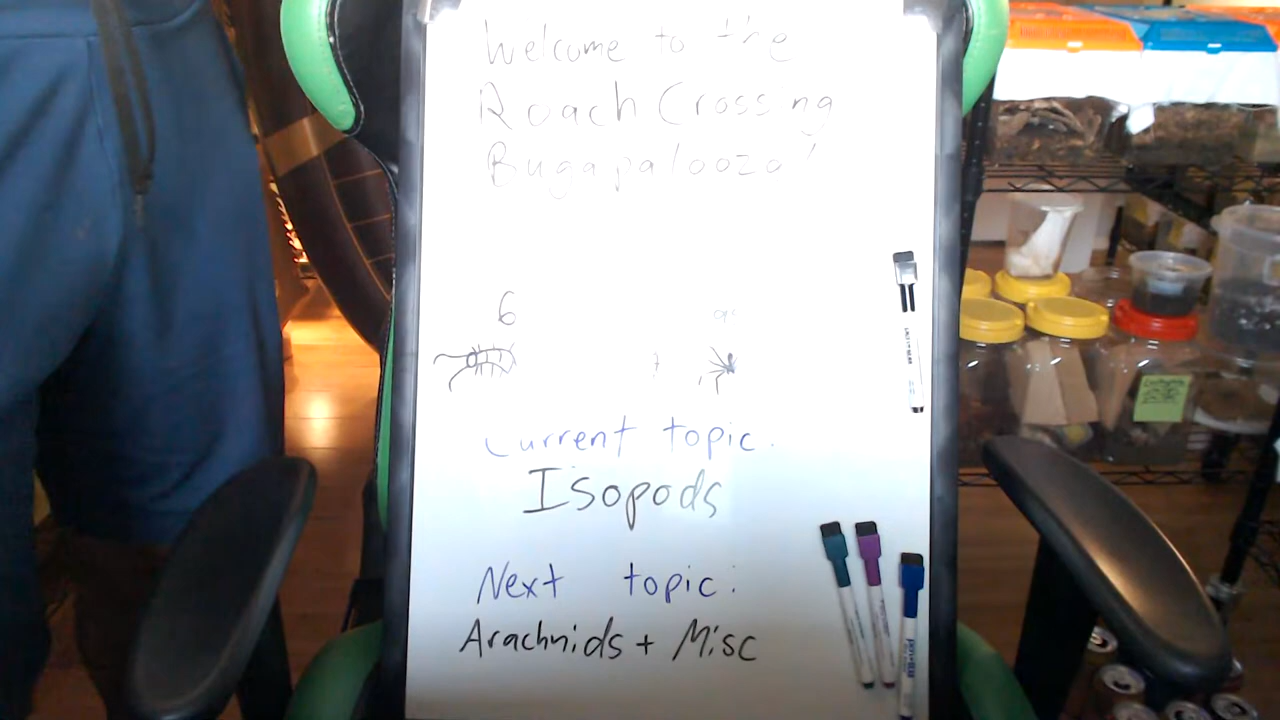 Welcome to the
Roach Crossing
Bugapalooza!
6
Current topic:
Isopods
Next topic:
Arachnids + Misc